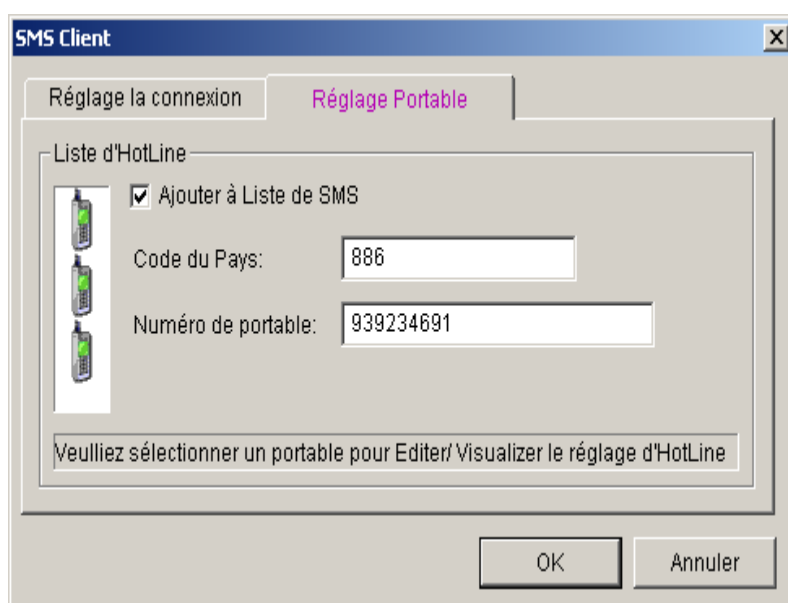 SMS Client
Réglage la connexion
Réglage Portable
Liste d'HotLine
Ajouter à Liste de SMS
Code du Pays:
886
Numéro de portable:
939234691
Veulliez sélectionner un portable pour Editer/ Visualizer le réglage d'HotLine
OK
Annuler